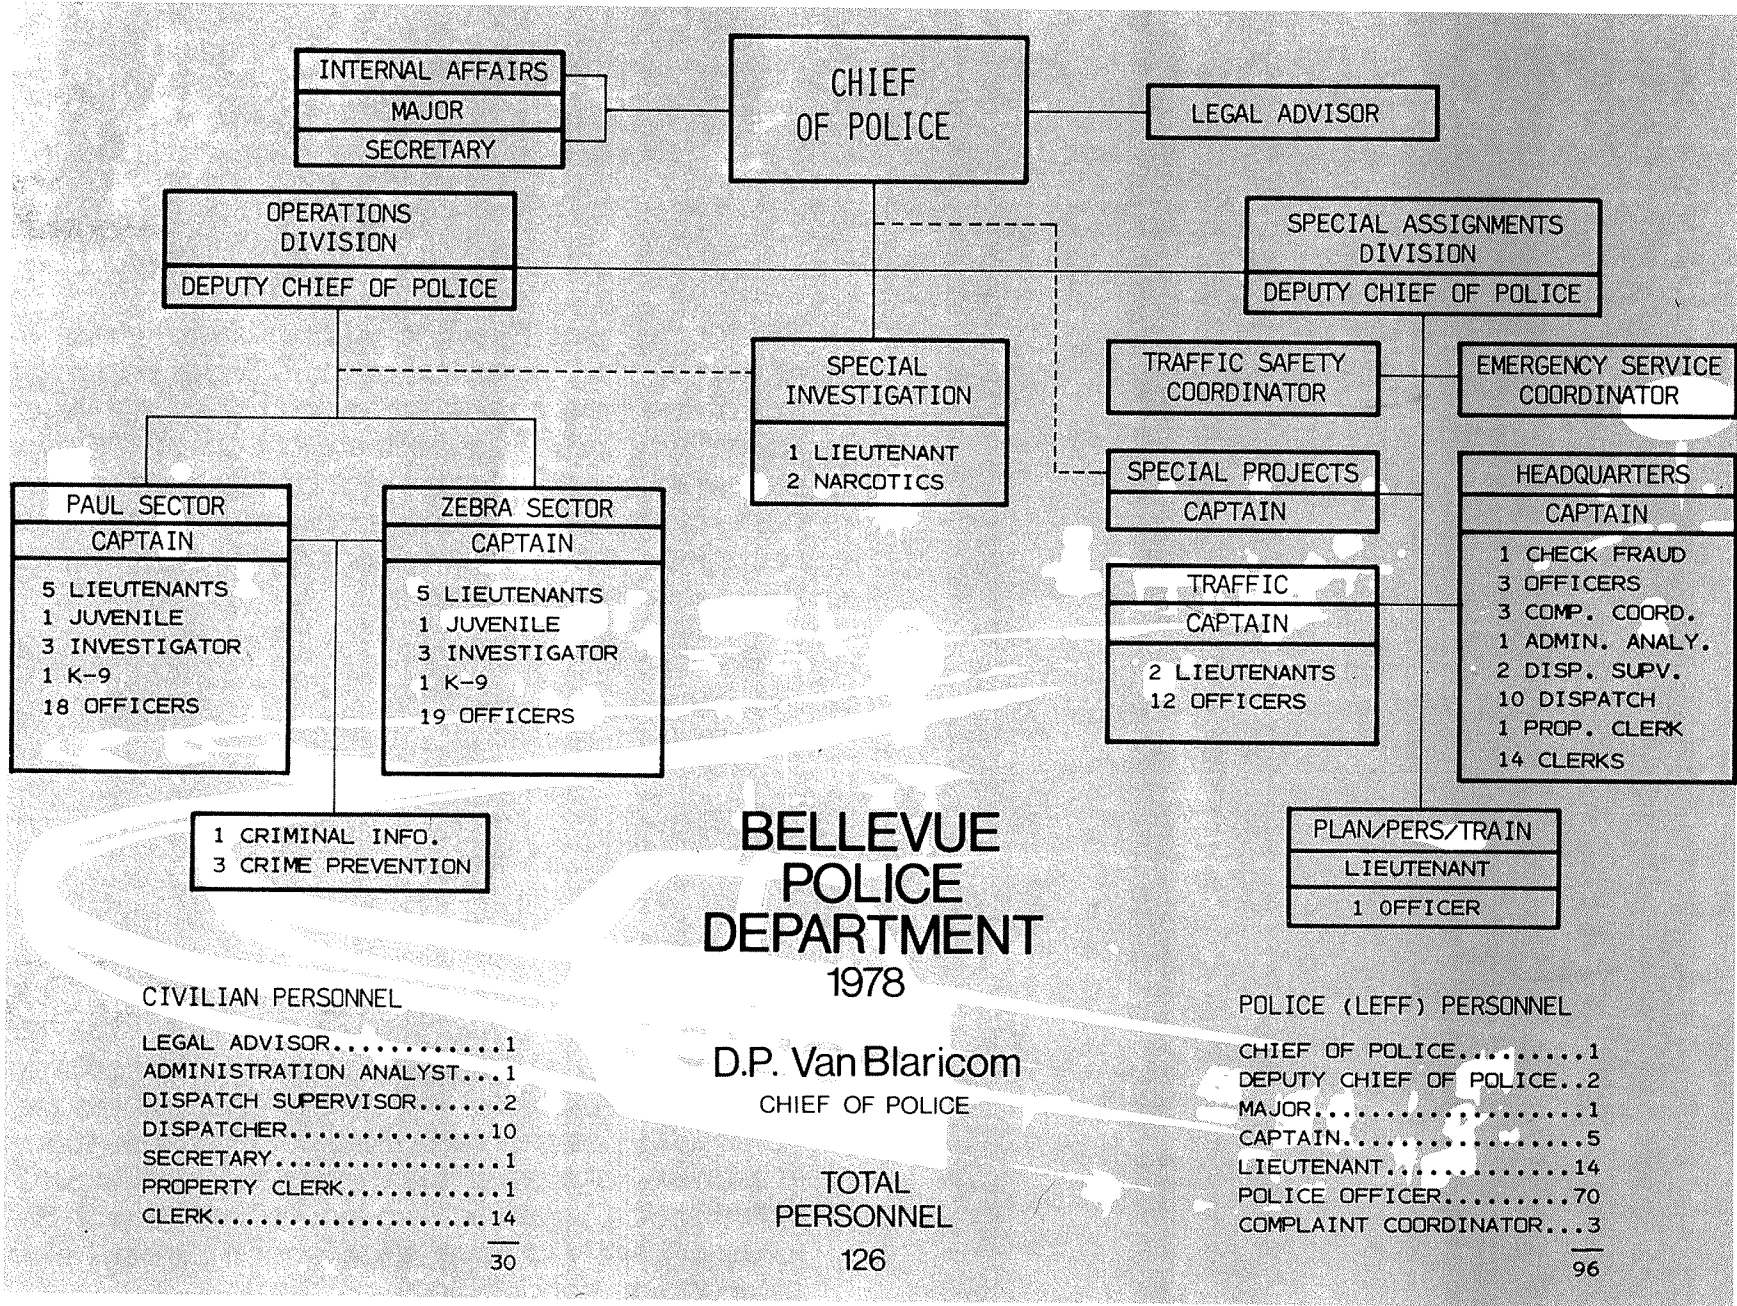 INTERNAL AFFAIRS
MAJOR
SECRETARY
CHIEF
OF POLICE
LEGAL ADVISOR
OPERATIONS
DIVISION
DEPUTY CHIEF OF POLICE
SPECIAL ASSIGNMENTS
DIVISION
DEPUTY CHIEF OF POLICE
SPECIAL
INVESTIGATION
1 LIEUTENANT
2 NARCOTICS
TRAFFIC SAFETY
COORDINATOR
EMERGENCY SERVICE
COORDINATOR
SPECIAL PROJECTS
CAPTAIN
HEADQUARTERS
CAPTAIN
1 CHECK FRAUD
3 OFFICERS
3 COMP. COORD.
1 ADMIN. ANALY.
2 DISP. SUPV.
10 DISPATCH
1 PROP. CLERK
14 CLERKS
PAUL SECTOR
CAPTAIN
5 LIEUTENANTS
1 JUVENILE
3 INVESTIGATOR
1 K-9
18 OFFICERS
ZEBRA SECTOR
CAPTAIN
5 LIEUTENANTS
1 JUVENILE
3 INVESTIGATOR
1 K-9
19 OFFICERS
TRAFFIC
CAPTAIN
2 LIEUTENANTS
12 OFFICERS
1 CRIMINAL INFO.
3 CRIME PREVENTION
PLAN/PERS/TRAIN
LIEUTENANT
1 OFFICER
BELLEVUE
POLICE
DEPARTMENT
1978
D.P. Van Blaricom
CHIEF OF POLICE
TOTAL
PERSONNEL
126
CIVILIAN PERSONNEL
LEGAL ADVISOR............1
ADMINISTRATION ANALYST...1
DISPATCH SUPERVISOR......2
DISPATCHER..............10
SECRETARY................1
PROPERTY CLERK...........1
CLERK...................14
30
POLICE (LEFF) PERSONNEL
CHIEF OF POLICE.........1
DEPUTY CHIEF OF POLICE..2
MAJOR...................1
CAPTAIN.................5
LIEUTENANT.............14
POLICE OFFICER.........70
COMPLAINT COORDINATOR...3
96